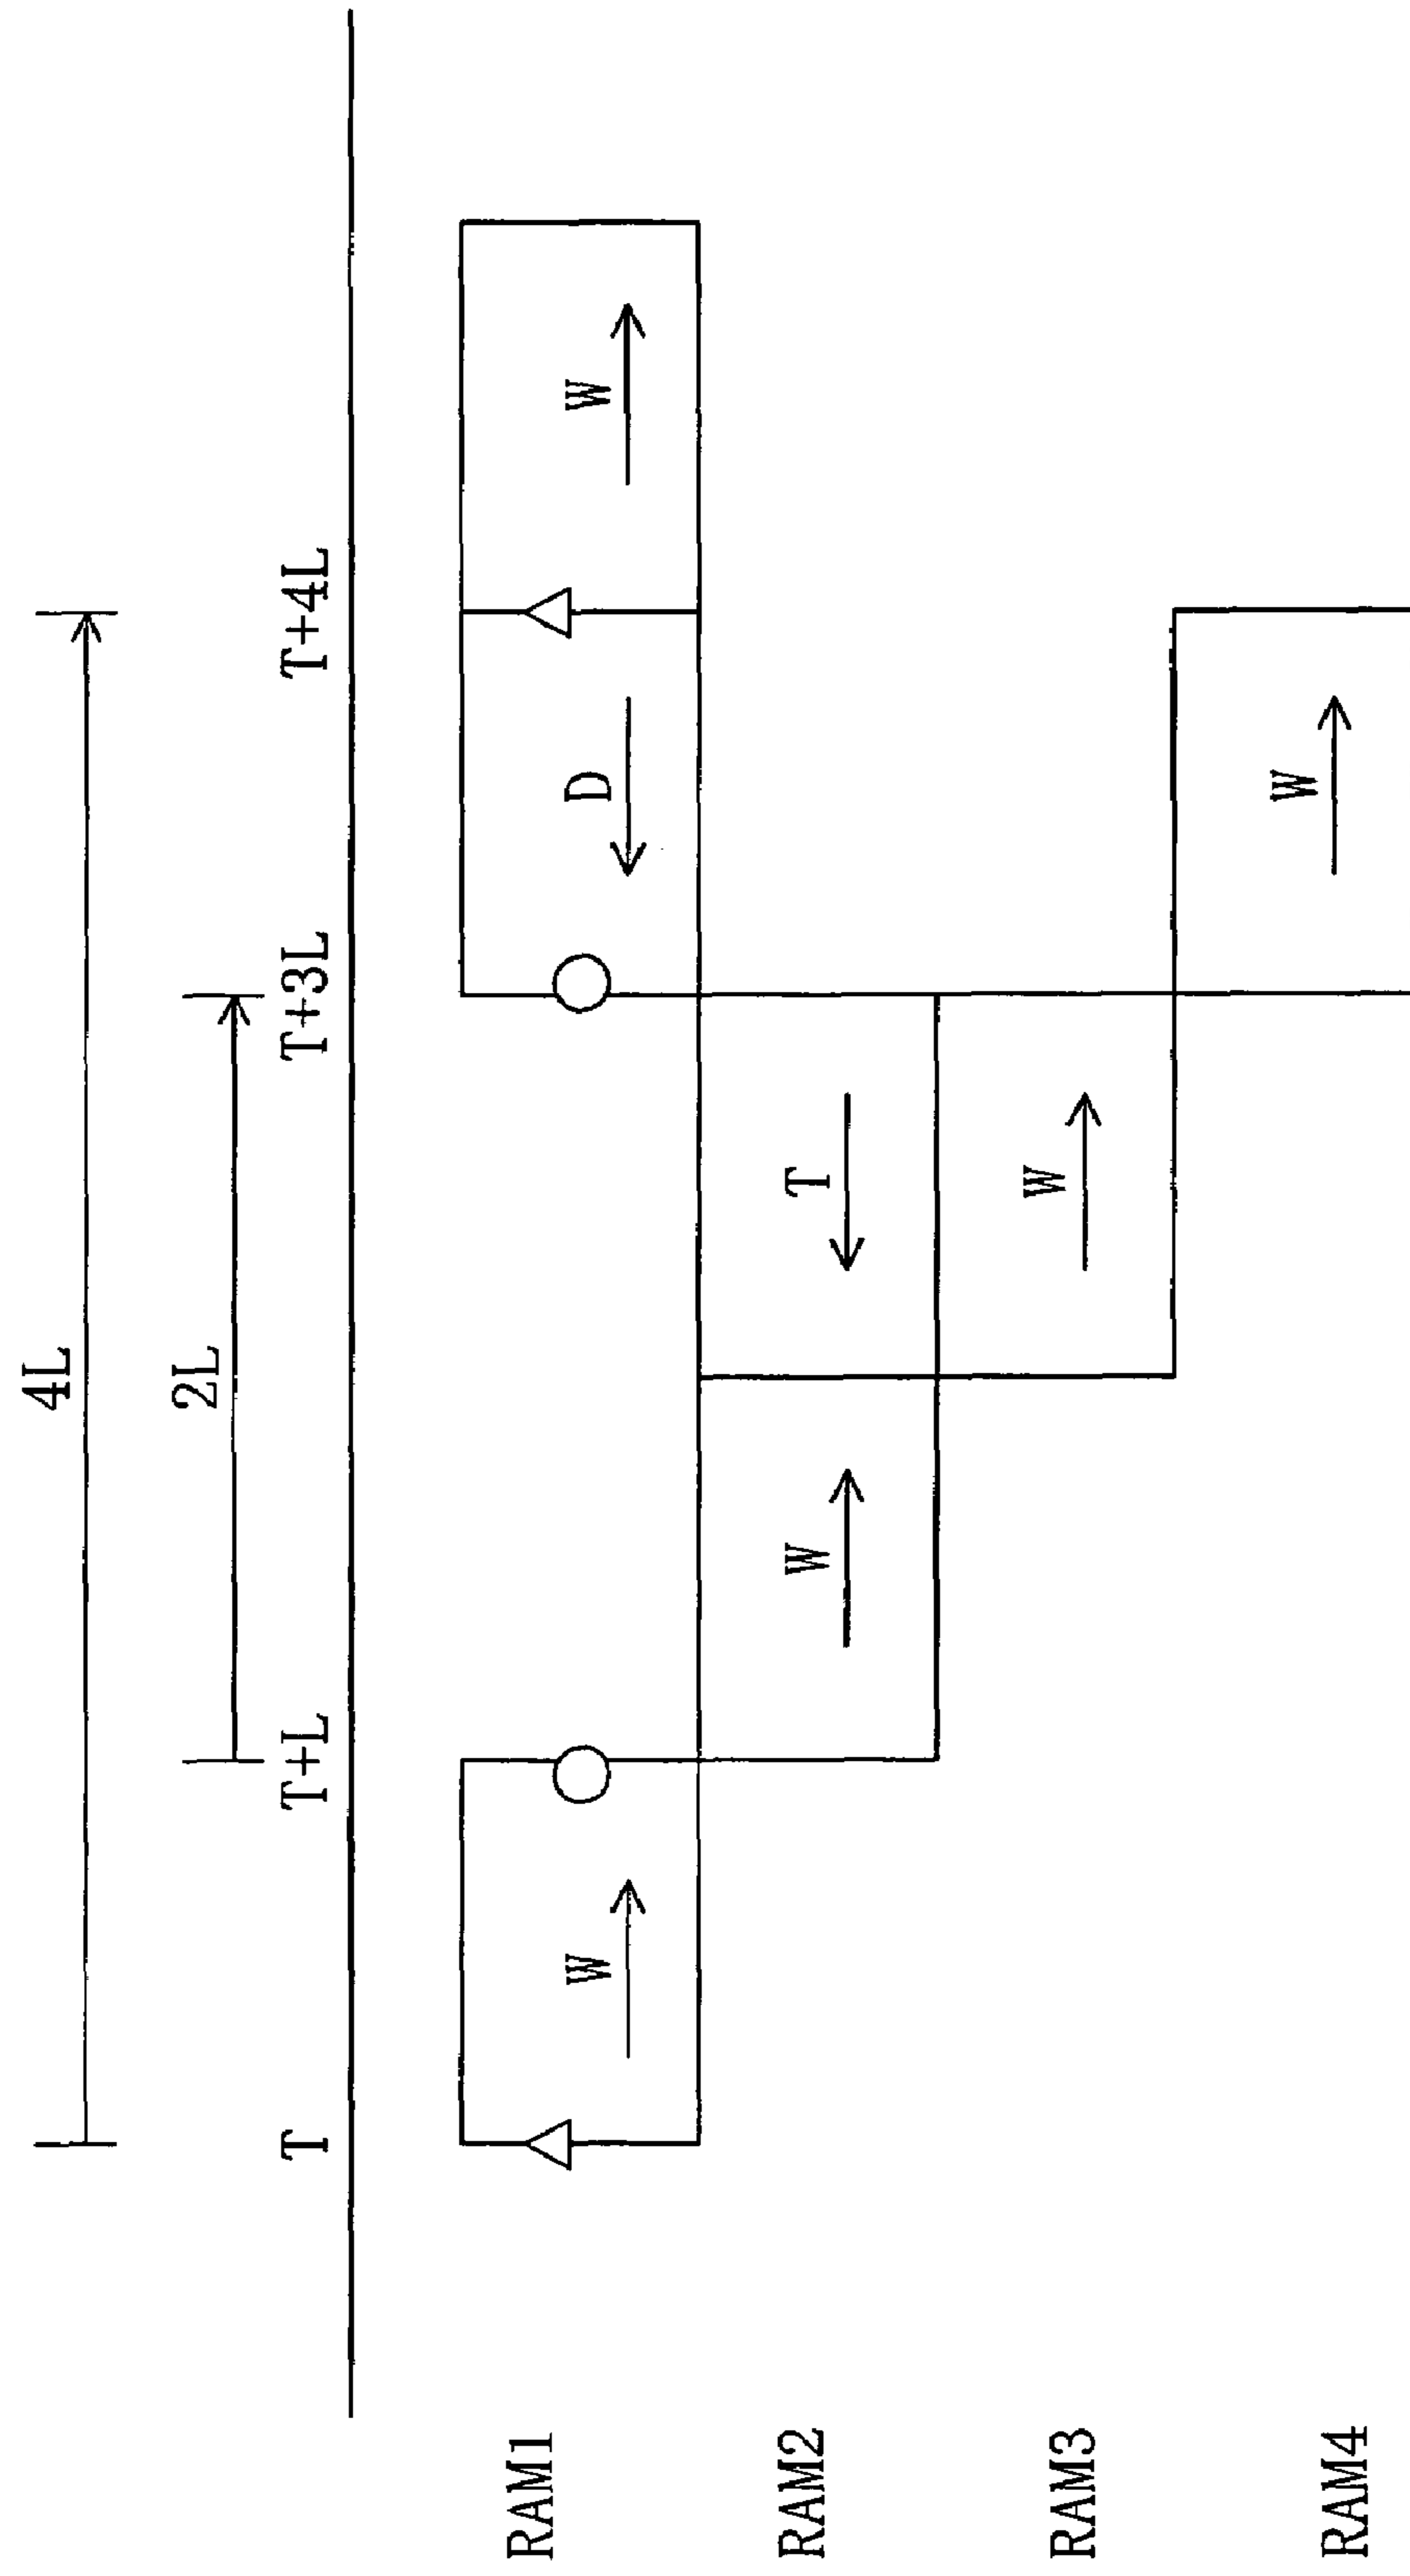 4L
2L
T T+L T+3L T+4L
RAM1 W D W
RAM2 W T
RAM3 W
RAM4 W